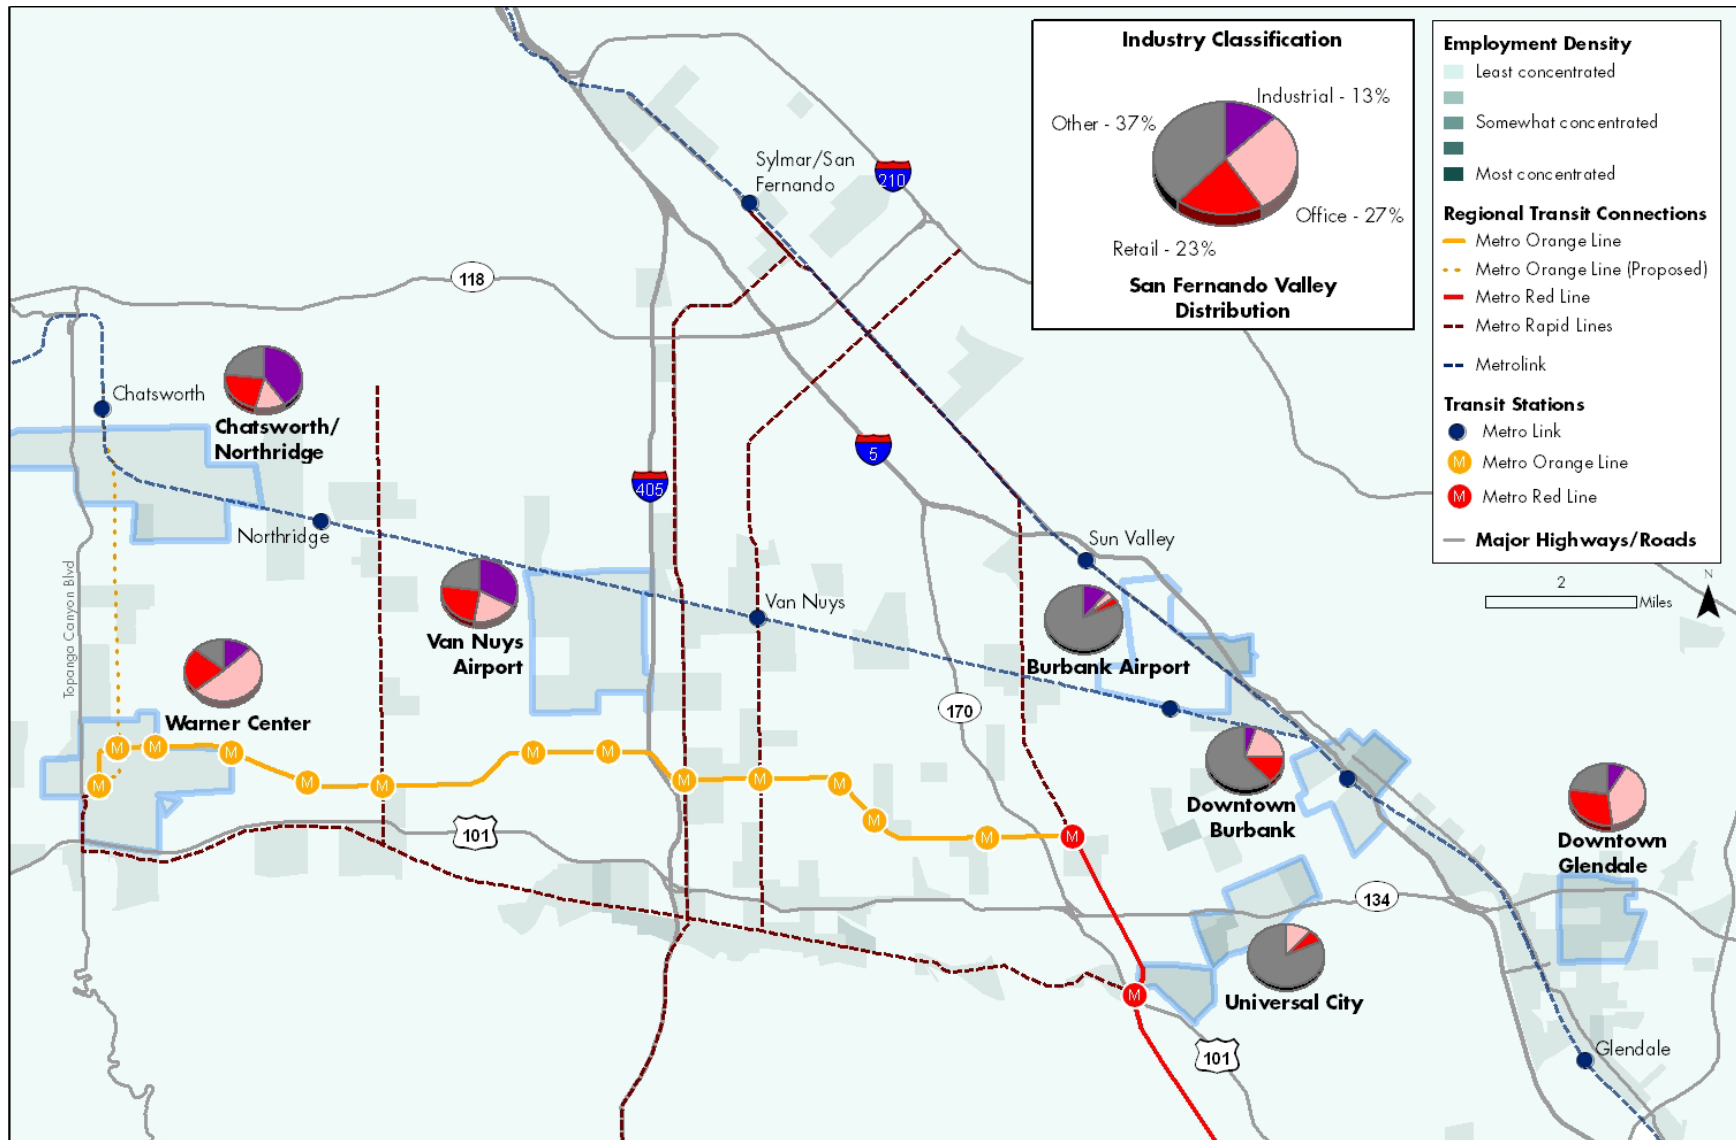 Industry Classification
Industrial - 13%
Other - 37%
Office - 27%
Retail - 23%
San Fernando Valley
Distribution
Employment Density
Least concentrated
Somewhat concentrated
Most concentrated
Regional Transit Connections
Metro Orange Line
Metro Orange Line (Proposed)
Metro Red Line
Metro Rapid Lines
Metrolink
Transit Stations
Metro Link
M Metro Orange Line
M Metro Red Line
Major Highways/Roads
2
Miles
N
Sylmar/San
Fernando
210
118
Chatsworth
Chatsworth/
Northridge
5
405
Northridge
Sun Valley
Topanga Canyon Blvd
Van Nuys
Airport
Van Nuys
Burbank Airport
Warner Center
170
M
M
M
M
M
M
M
M
M
M
M
M
M
M
Downtown
Burbank
101
Downtown
Glendale
134
M
Universal City
101
Glendale